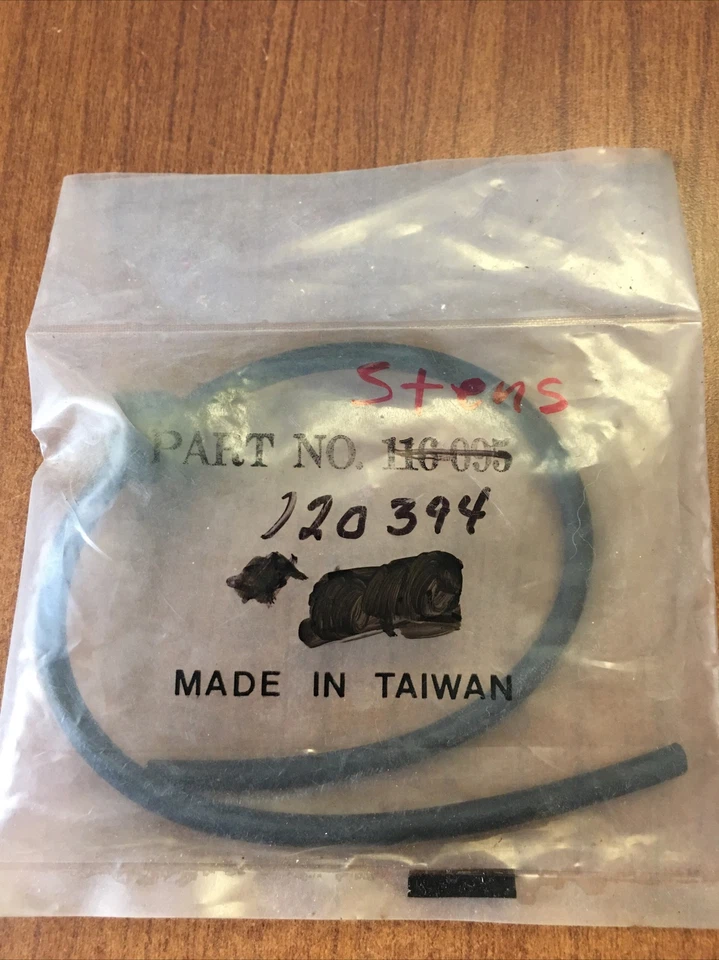 Stens
PART NO. 116-095
120394
MADE IN TAIWAN